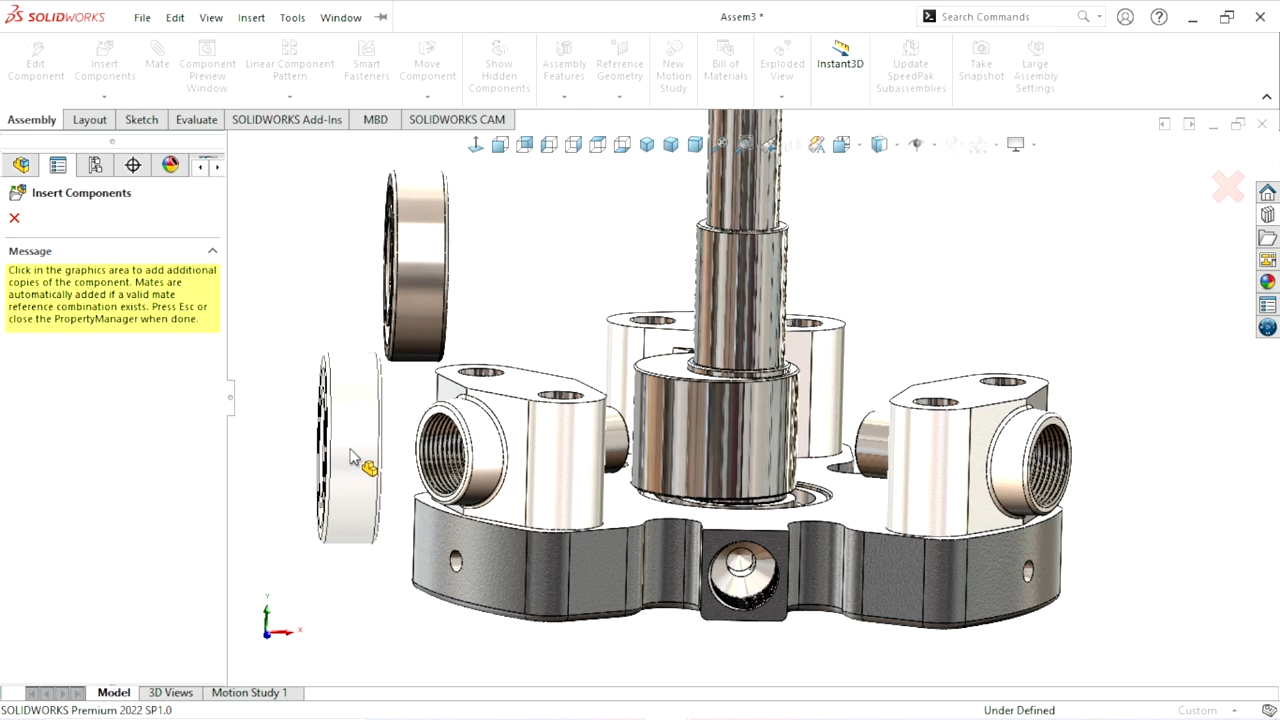 SOLIDWORKS File Edit View Insert Tools Window Assem3 * Search Commands
Edit Component
Insert Components
Mate
Component Preview Window
Linear Component Pattern
Smart Fasteners
Move Component
Show Hidden Components
Assembly Features
Reference Geometry
New Motion Study
Bill of Materials
Exploded View
Instant3D
Update SpeedPak Subassemblies
Take Snapshot
Large Assembly Settings
Assembly Layout Sketch Evaluate SOLIDWORKS Add-Ins MBD SOLIDWORKS CAM
Insert Components
Message
Click in the graphics area to add additional
copies of the component. Mates are
automatically added if a valid mate
reference combination exists. Press Esc or
close the PropertyManager when done.
Y
X
Model 3D Views Motion Study 1
SOLIDWORKS Premium 2022 SP1.0 Under Defined Custom